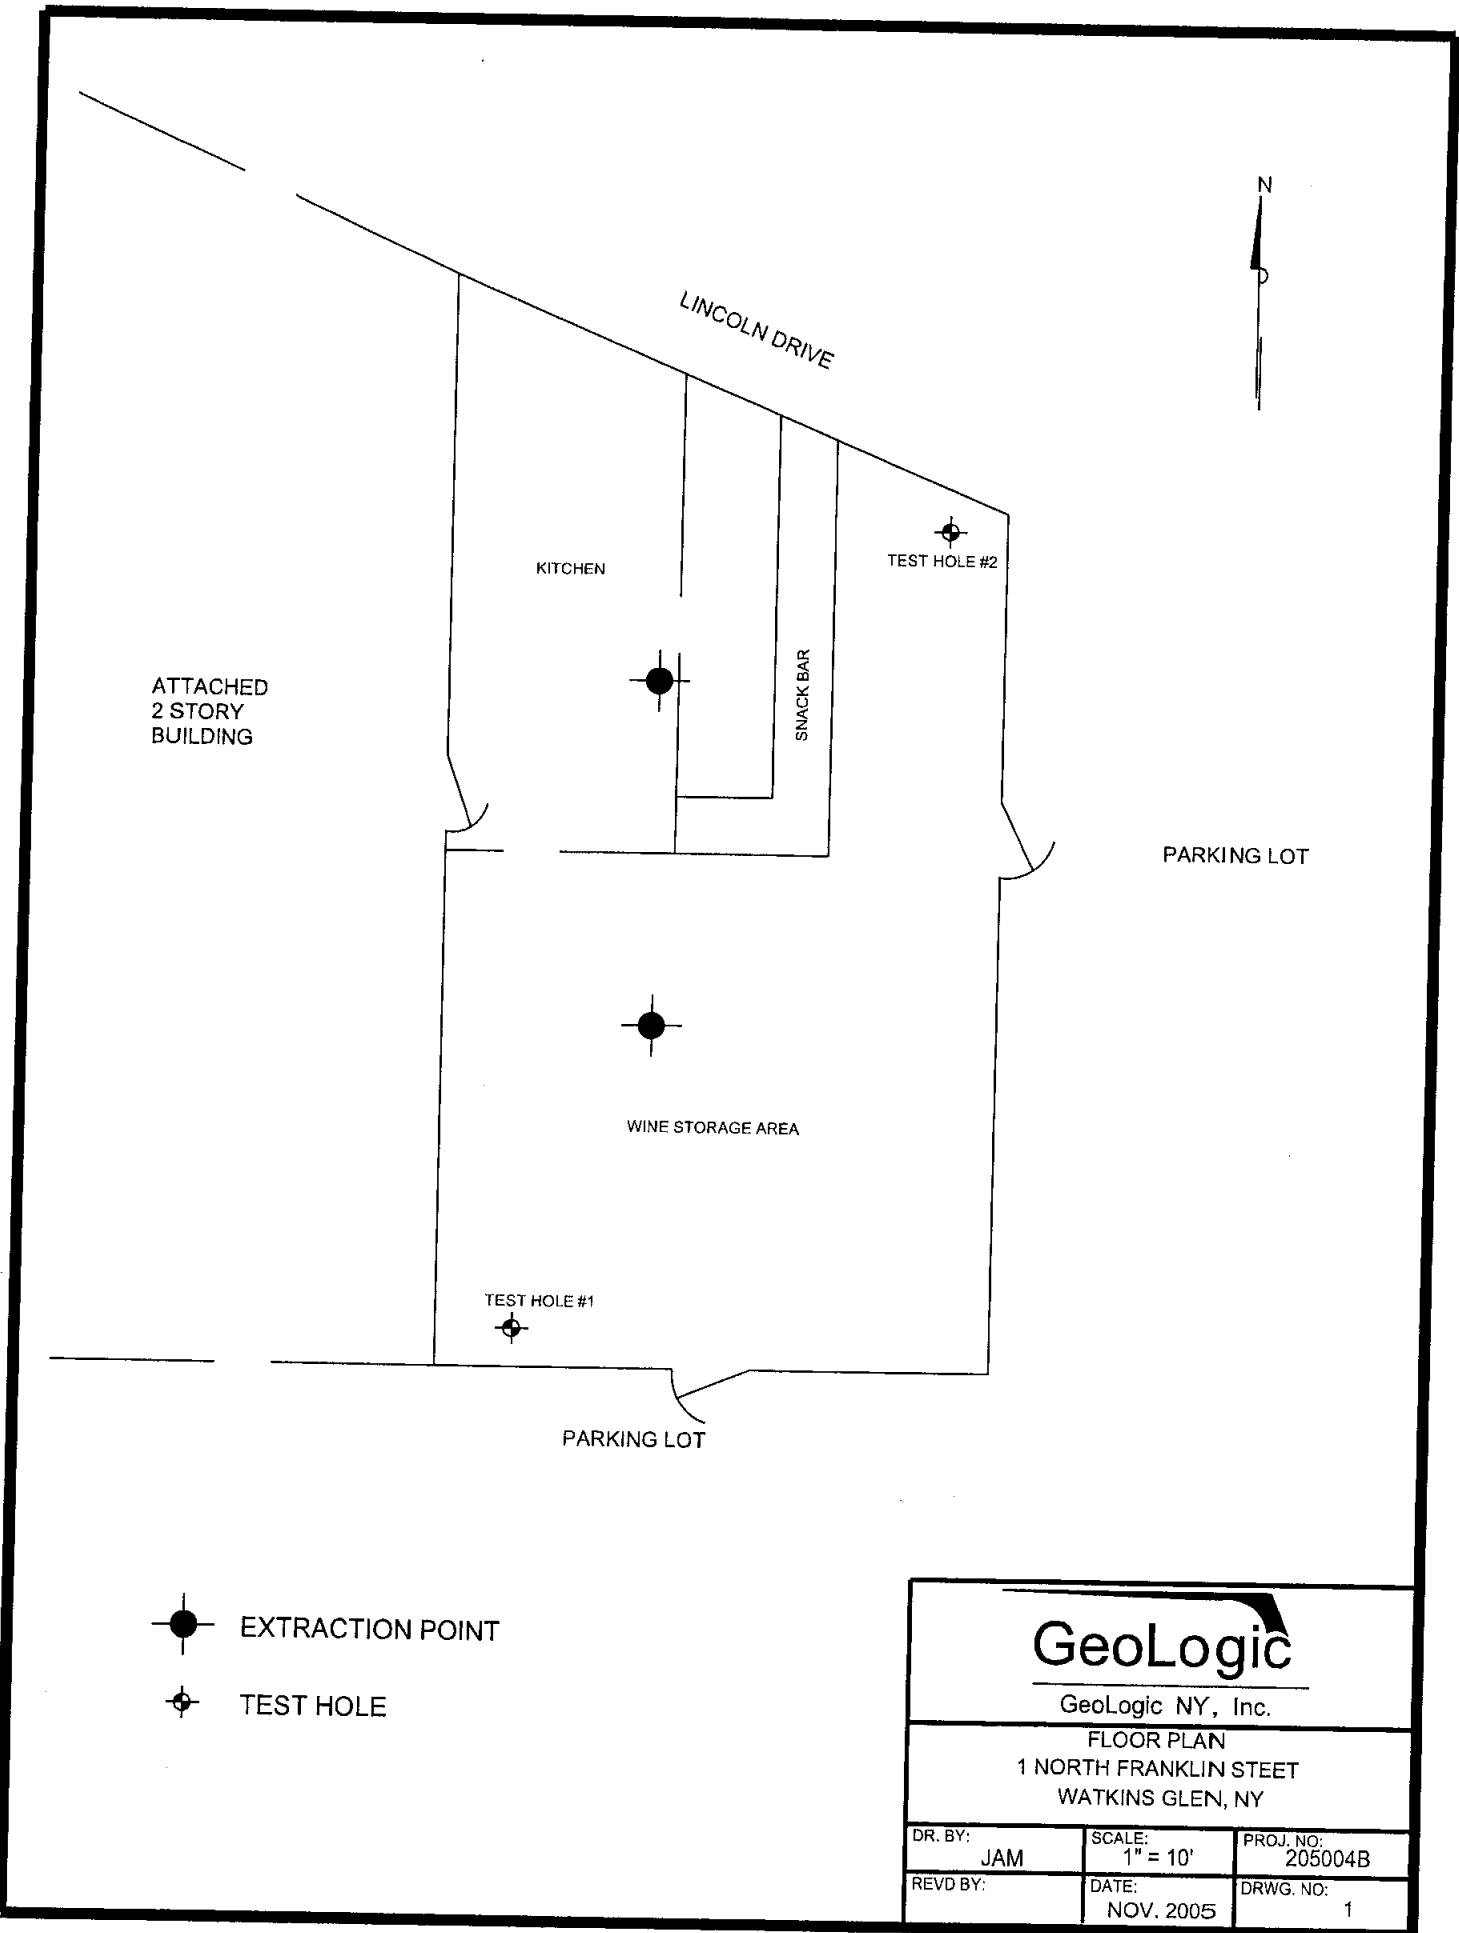 N
LINCOLN DRIVE
TEST HOLE #2
KITCHEN
SNACK BAR
ATTACHED
2 STORY
BUILDING
PARKING LOT
WINE STORAGE AREA
TEST HOLE #1
PARKING LOT
EXTRACTION POINT
TEST HOLE
GeoLogic
GeoLogic NY, Inc.
FLOOR PLAN
1 NORTH FRANKLIN STEET
WATKINS GLEN, NY
DR. BY:
JAM
SCALE:
1" = 10'
PROJ. NO:
205004B
REVD BY:
DATE:
NOV. 2005
DRWG. NO:
1